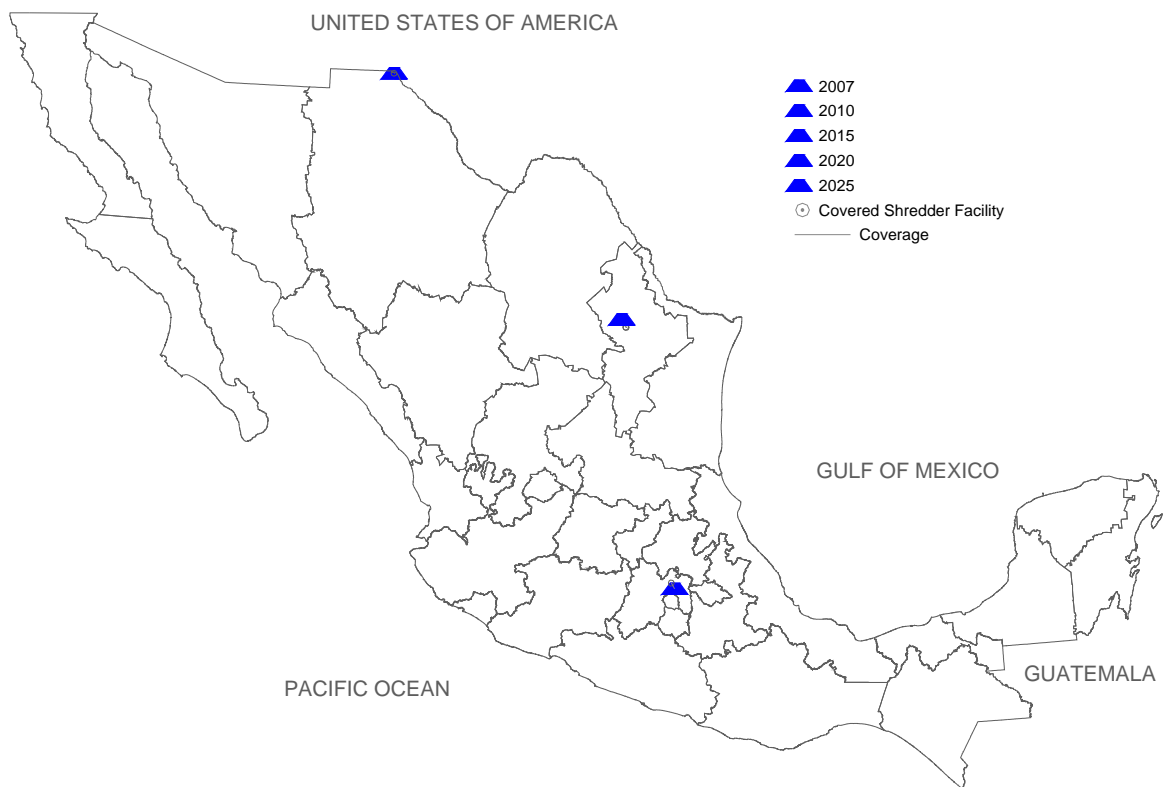 UNITED STATES OF AMERICA
2007
2010
2015
2020
2025
Covered Shredder Facility
Coverage
GULF OF MEXICO
GUATEMALA
PACIFIC OCEAN